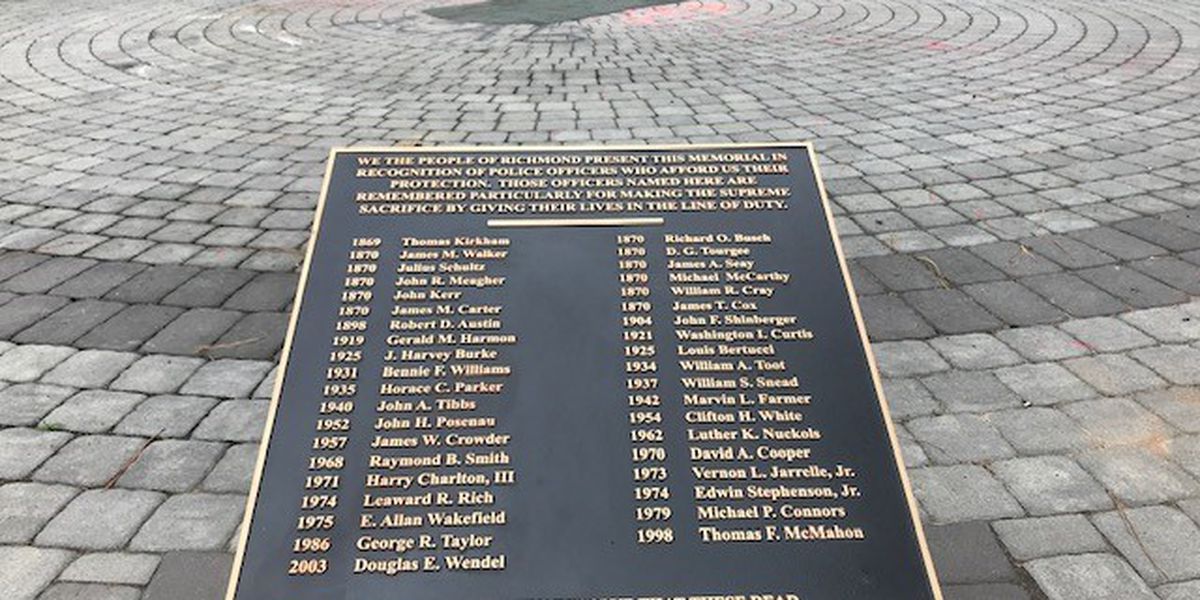 WE THE PEOPLE OF RICHMOND PRESENT THIS MEMORIAL IN
RECOGNITION OF POLICE OFFICERS WHO AFFORD US THEIR
PROTECTION. THOSE OFFICERS NAMED HERE ARE
REMEMBERED PARTICULARLY FOR MAKING THE SUPREME
SACRIFICE BY GIVING THEIR LIVES IN THE LINE OF DUTY.
1869 Thomas Kirkham
1870 James M. Walker
1870 Julius Schultz
1870 John R. Meagher
1870 John Kerr
1870 James M. Carter
1898 Robert D. Austin
1919 Gerald M. Harmon
1925 J. Harvey Burke
1931 Bennie F. Williams
1935 Horace C. Parker
1940 John A. Tibbs
1952 John H. Posenau
1957 James W. Crowder
1968 Raymond B. Smith
1971 Harry Charlton, III
1974 Leaward R. Rich
1975 E. Allan Wakefield
1986 George R. Taylor
2003 Douglas E. Wendel
1870 Richard O. Busch
1870 D. G. Tourgee
1870 James A. Seay
1870 Michael McCarthy
1870 William R. Cray
1870 James T. Cox
1904 John F. Shinberger
1921 Washington I. Curtis
1925 Louis Bertucci
1934 William A. Toot
1937 William S. Snead
1942 Marvin L. Farmer
1954 Clifton H. White
1962 Luther K. Nuckols
1970 David A. Cooper
1973 Vernon L. Jarrelle, Jr.
1974 Edwin Stephenson, Jr.
1979 Michael P. Connors
1998 Thomas F. McMahon
THAT THESE DEAD